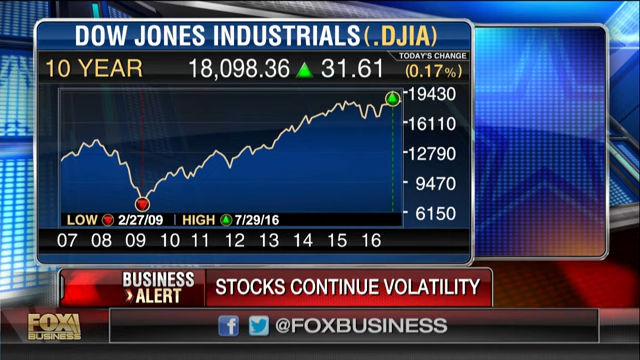 DOW JONES INDUSTRIALS (.DJIA)
TODAY'S CHANGE
10 YEAR 18,098.36 31.61 (0.17%)
19430
16110
12790
9470
6150
LOW 2/27/09 | HIGH 7/29/16
07 08 09 10 11 12 13 14 15 16
BUSINESS ALERT
STOCKS CONTINUE VOLATILITY
FOX BUSINESS
@FOXBUSINESS